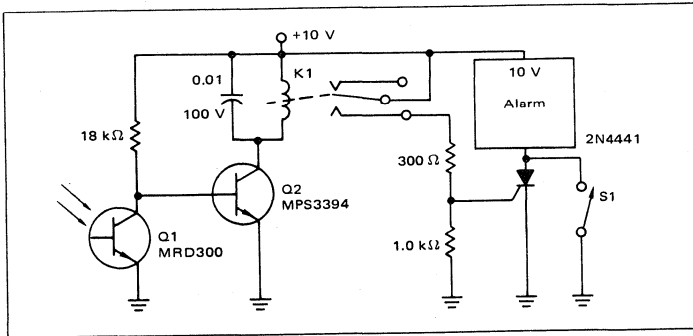 +10 V
0.01
100 V
K1
10 V
Alarm
2N4441
18 kΩ
300 Ω
S1
Q2
MPS3394
Q1
MRD300
1.0 kΩ